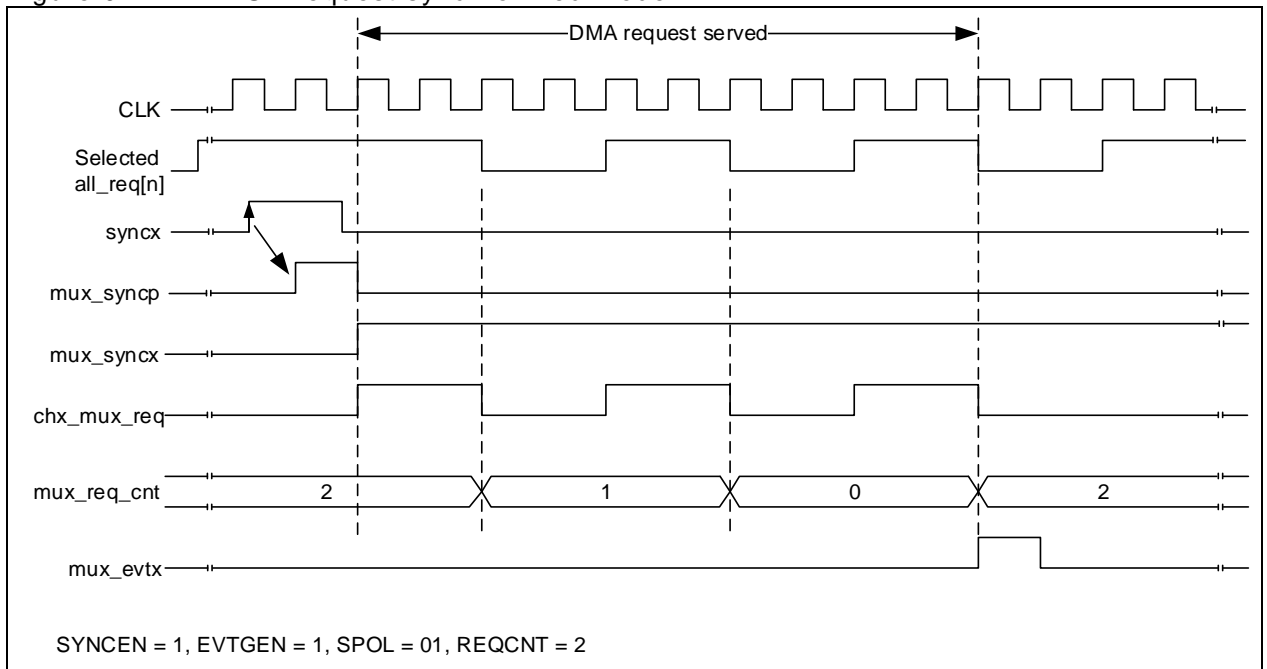 DMA request served
CLK
Selected
all_req[n]
syncx
mux_syncp
mux_syncx
chx_mux_req
mux_req_cnt
2
1
0
2
mux_evtx
SYNCEN = 1, EVTGEN = 1, SPOL = 01, REQCNT = 2